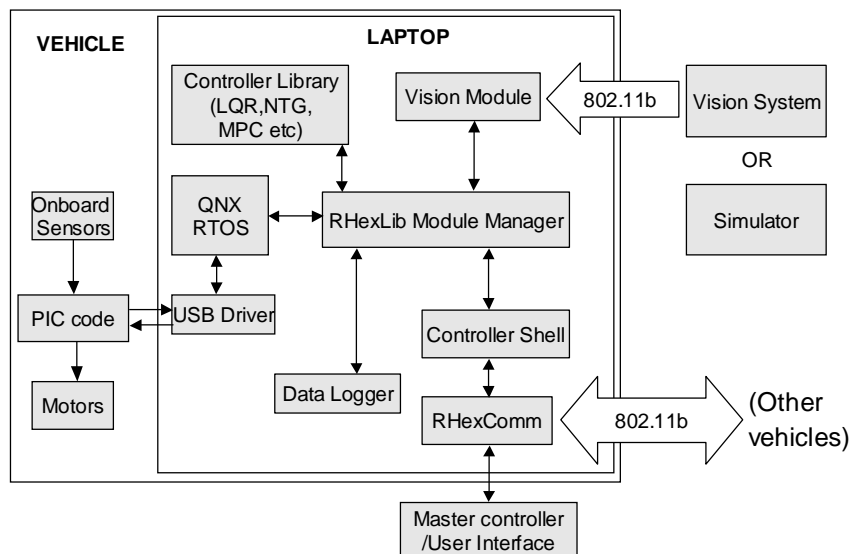 VEHICLE
LAPTOP
Controller Library
(LQR,NTG,
MPC etc)
Vision Module
802.11b
Vision System
OR
Simulator
Onboard
Sensors
QNX
RTOS
RHexLib Module Manager
PIC code
USB Driver
Controller Shell
Motors
Data Logger
RHexComm
802.11b
(Other
vehicles)
Master controller
/User Interface